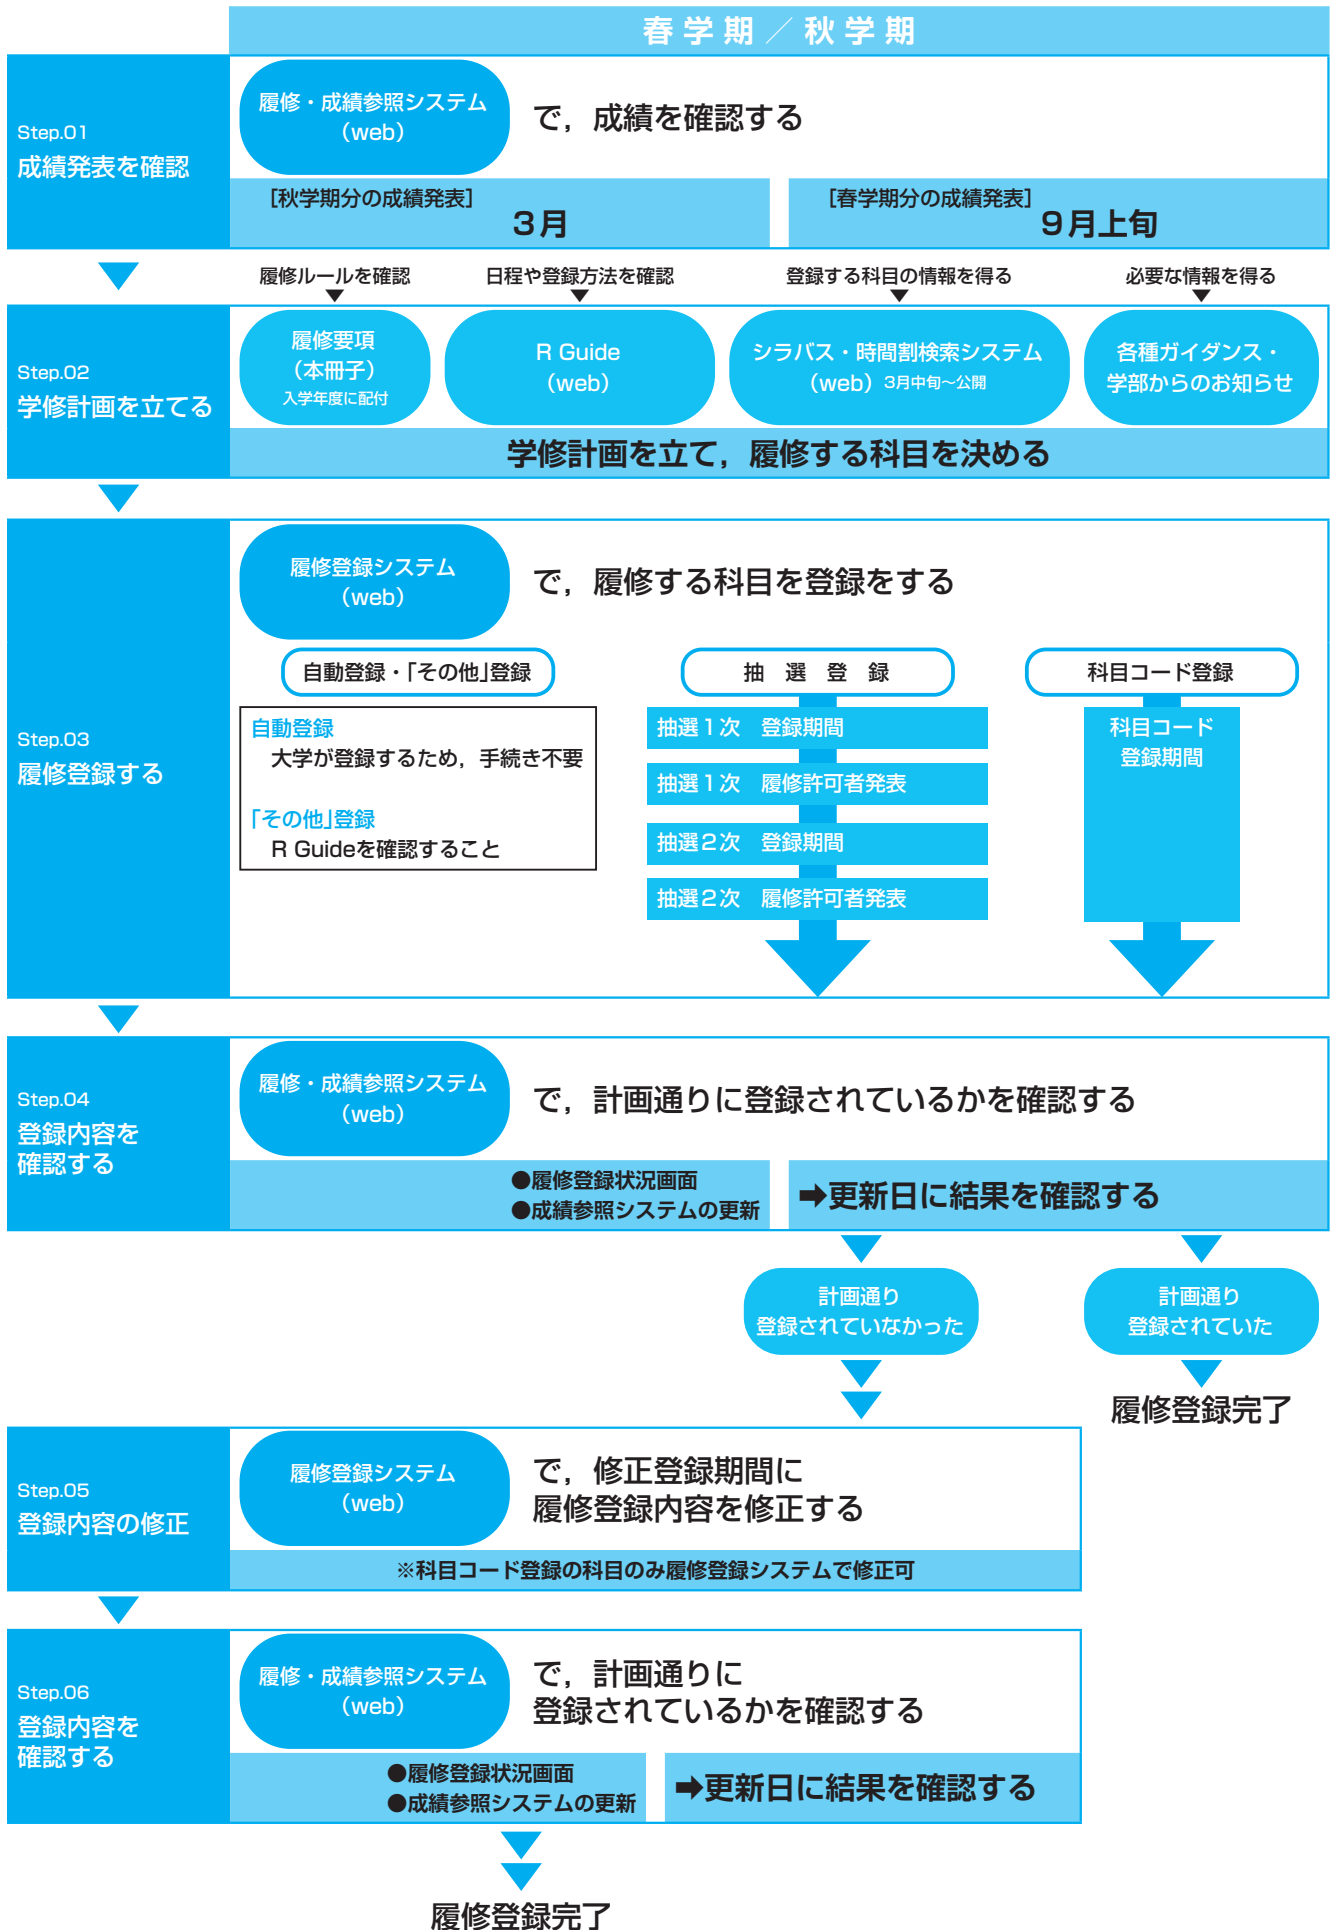 春学期／秋学期
Step.01
成績発表を確認
履修・成績参照システム
（web）
で，成績を確認する
［秋学期分の成績発表］
3月
［春学期分の成績発表］
9月上旬
履修ルールを確認
日程や登録方法を確認
登録する科目の情報を得る
必要な情報を得る
Step.02
学修計画を立てる
履修要項
（本冊子）
入学年度に配付
R Guide
（web）
シラバス・時間割検索システム
（web）3月中旬〜公開
各種ガイダンス・
学部からのお知らせ
学修計画を立て，履修する科目を決める
Step.03
履修登録する
履修登録システム
（web）
で，履修する科目を登録をする
自動登録・「その他」登録
自動登録
大学が登録するため，手続き不要
「その他」登録
R Guideを確認すること
抽選登録
抽選1次　登録期間
抽選1次　履修許可者発表
抽選2次　登録期間
抽選2次　履修許可者発表
科目コード登録
科目コード
登録期間
Step.04
登録内容を
確認する
履修・成績参照システム
（web）
で，計画通りに登録されているかを確認する
●履修登録状況画面
●成績参照システムの更新
➡更新日に結果を確認する
計画通り
登録されていなかった
計画通り
登録されていた
履修登録完了
Step.05
登録内容の修正
履修登録システム
（web）
で，修正登録期間に
履修登録内容を修正する
※科目コード登録の科目のみ履修登録システムで修正可
Step.06
登録内容を
確認する
履修・成績参照システム
（web）
で，計画通りに
登録されているかを確認する
●履修登録状況画面
●成績参照システムの更新
➡更新日に結果を確認する
履修登録完了